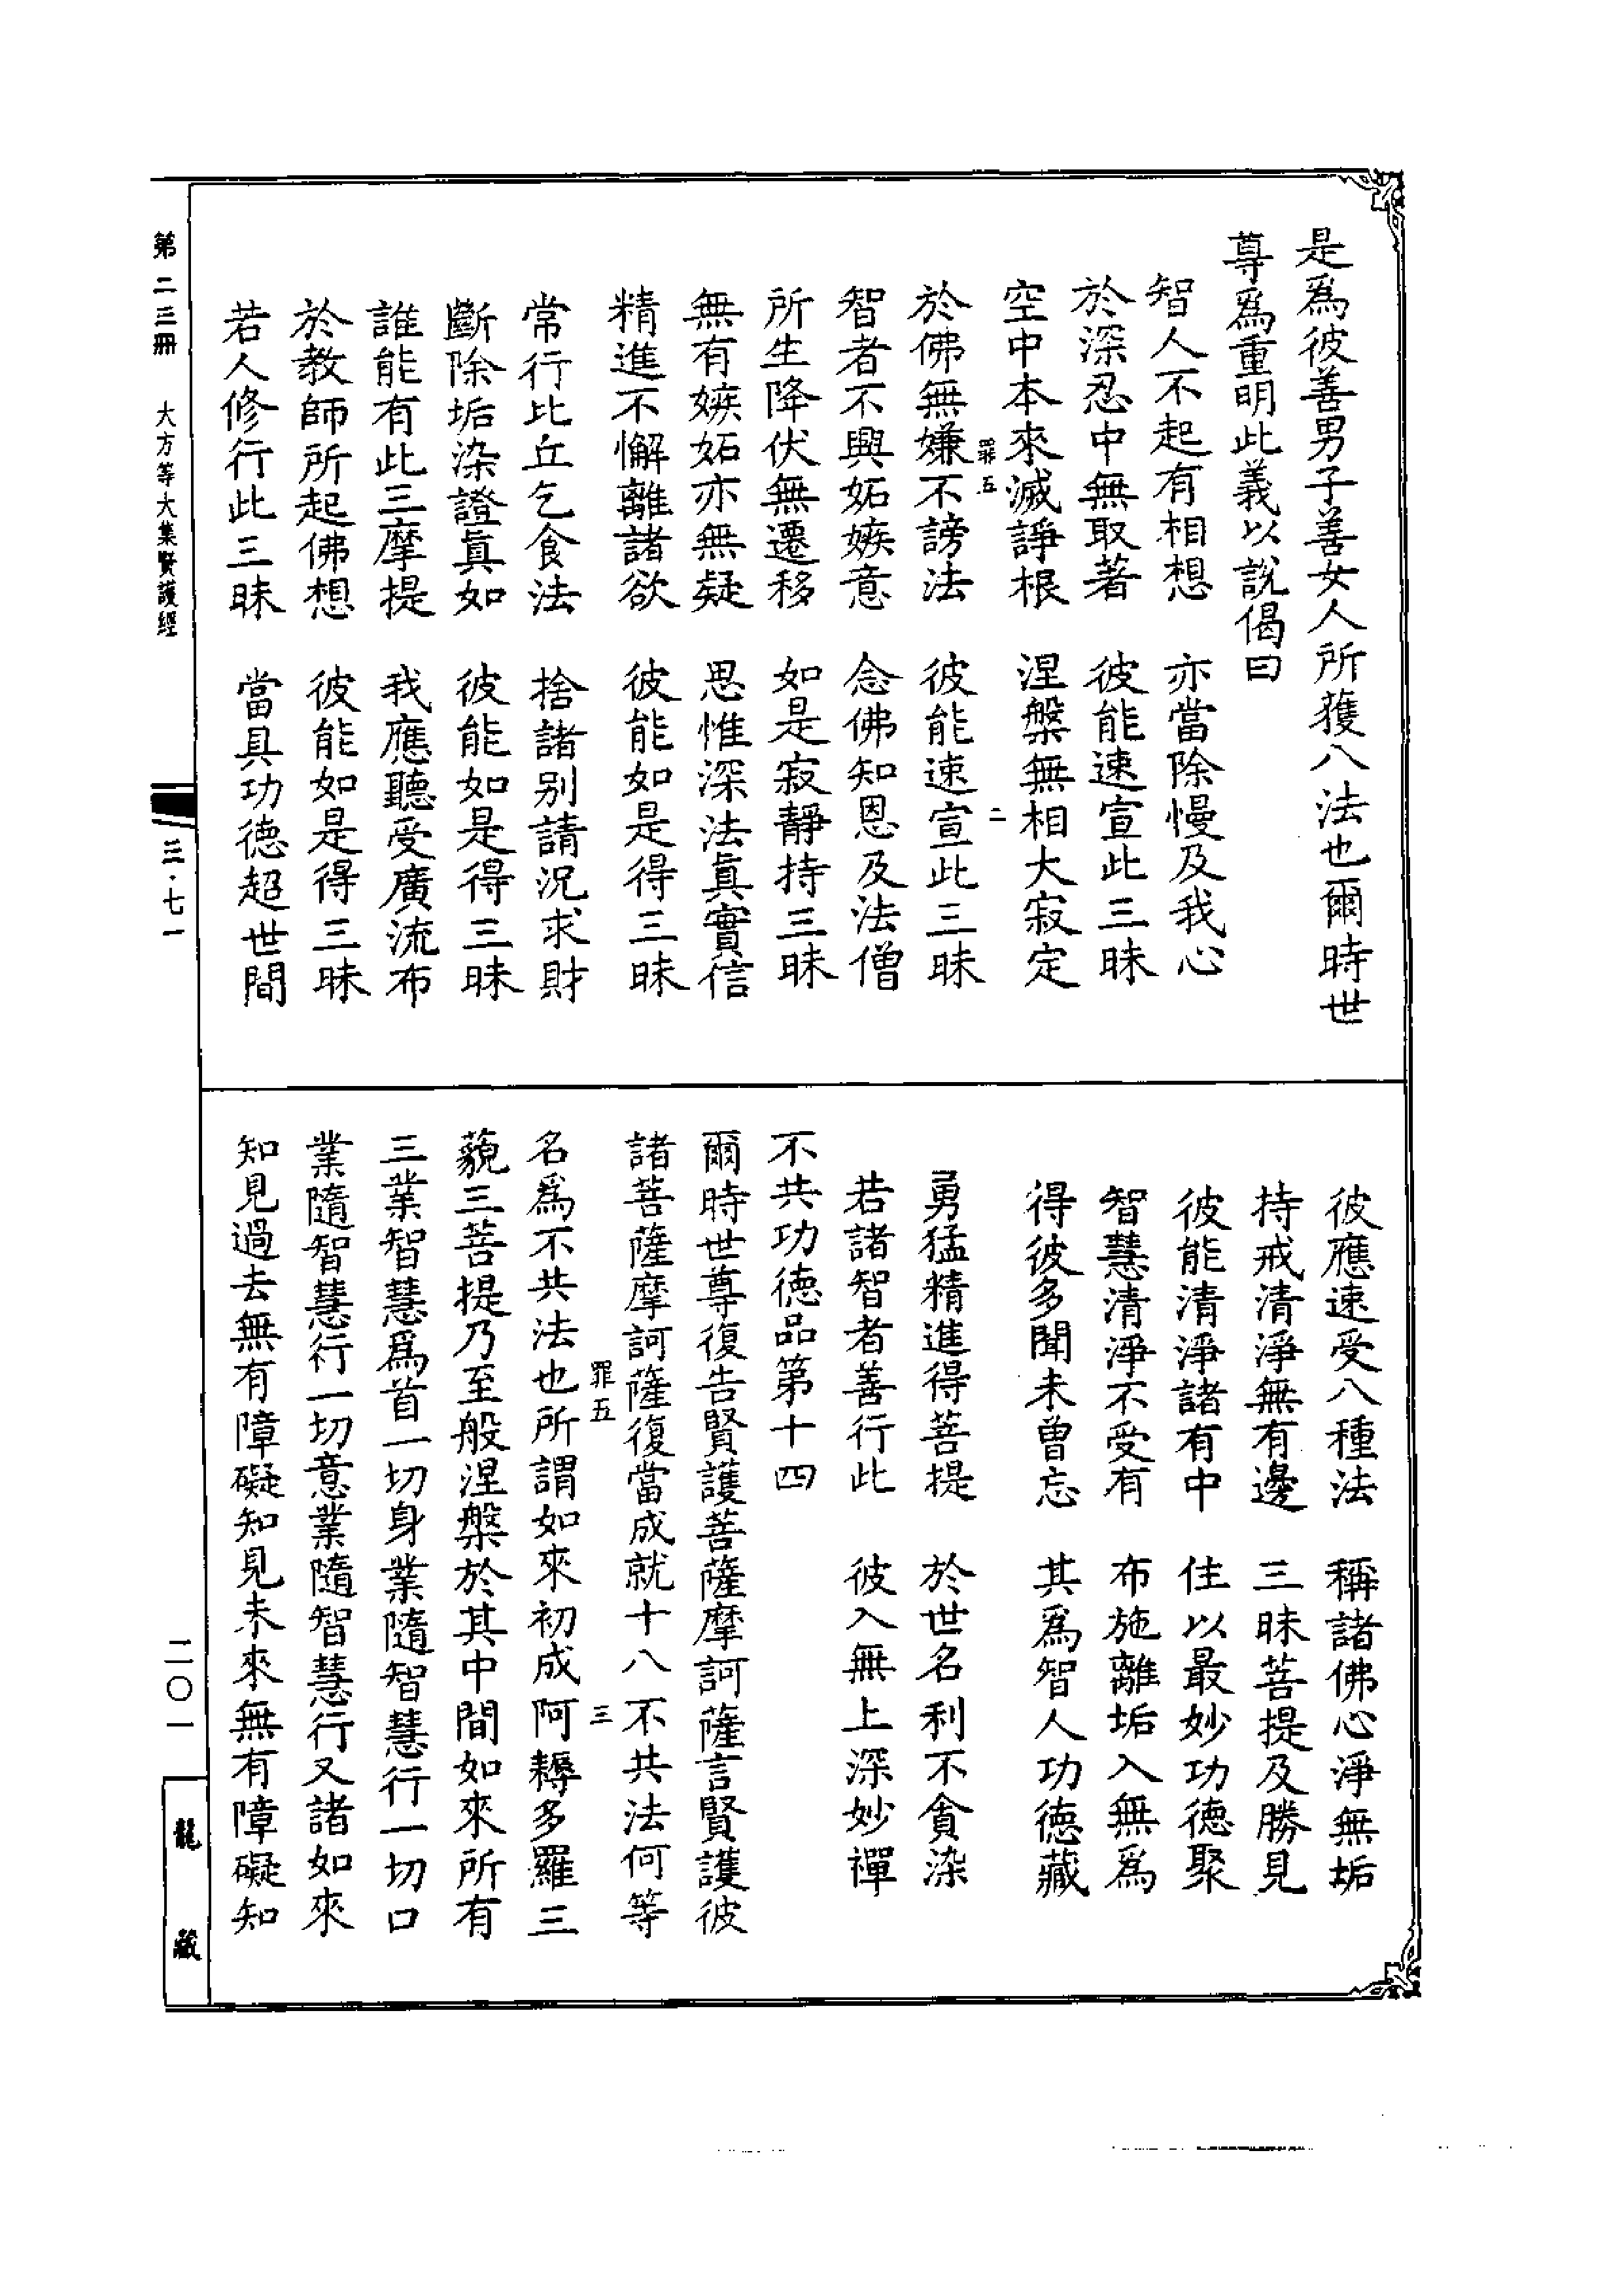 是爲彼善男子善女人所獲八法也爾時世
尊爲重明此義以說偈曰
智人不起有相想　亦當除慢及我心
於深忍中無取著　彼能速宣此三昧
空中本來滅諍根　涅槃無相大寂定
罪五　二
於佛無嫌不謗法　彼能速宣此三昧
智者不興妬嫉意　念佛知恩及法僧
所生降伏無遷移　如是寂靜持三昧
無有嫉妬亦無疑　思惟深法眞實信
精進不懈離諸欲　彼能如是得三昧
常行比丘乞食法　捨諸別請況求財
斷除垢染證眞如　彼能如是得三昧
誰能有此三摩提　我應聽受廣流布
於教師所起佛想　彼能如是得三昧
若人修行此三昧　當具功德超世間
彼應速受八種法　稱諸佛心淨無垢
持戒清淨無有邊　三昧菩提及勝見
彼能清淨諸有中　住以最妙功德聚
智慧清淨不受有　布施離垢入無爲
得彼多聞未曾忘　其爲智人功德藏
勇猛精進得菩提　於世名利不貪染
若諸智者善行此　彼入無上深妙禪
不共功德品第十四
爾時世尊復告賢護菩薩摩訶薩言賢護彼
諸菩薩摩訶薩復當成就十八不共法何等
罪五　三
名爲不共法也所謂如來初成阿耨多羅三
藐三菩提乃至般涅槃於其中間如來所有
三業智慧爲首一切身業隨智慧行一切口
業隨智慧行一切意業隨智慧行又諸如來
知見過去無有障礙知見未來無有障礙知
第二三冊　大方等大集賢護經　三·七一　二〇一　龍藏